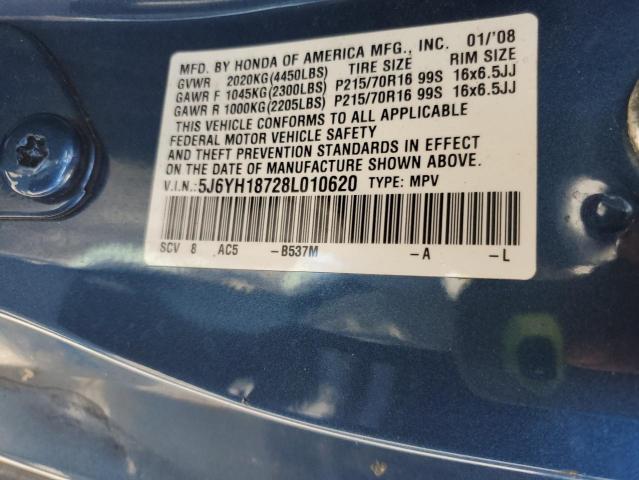 MFD. BY HONDA OF AMERICA MFG., INC. 01/'08
GVWR 2020KG(4450LBS) TIRE SIZE RIM SIZE
GAWR F 1045KG(2300LBS) P215/70R16 99S 16x6.5JJ
GAWR R 1000KG(2205LBS) P215/70R16 99S 16x6.5JJ
THIS VEHICLE CONFORMS TO ALL APPLICABLE
FEDERAL MOTOR VEHICLE SAFETY
AND THEFT PREVENTION STANDARDS IN EFFECT
ON THE DATE OF MANUFACTURE SHOWN ABOVE.
V.I.N.:5J6YH18728L010620 TYPE: MPV
SCV 8 AC5 -B537M -A -L